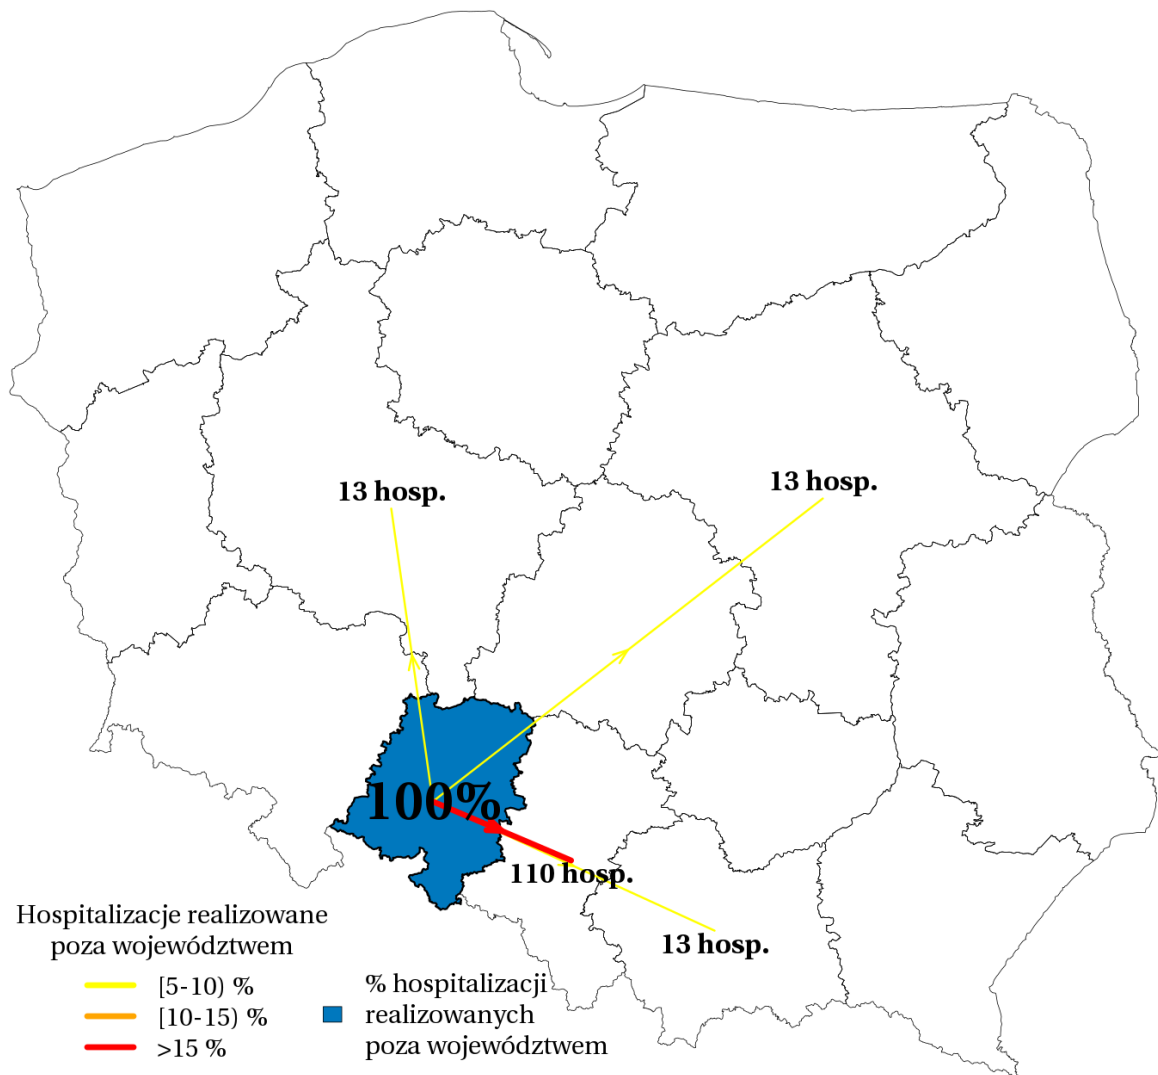 13 hosp.
13 hosp.
100%
110 hosp.
13 hosp.
Hospitalizacje realizowane
poza województwem
[5-10) %
[10-15) %
>15 %
% hospitalizacji
realizowanych
poza województwem